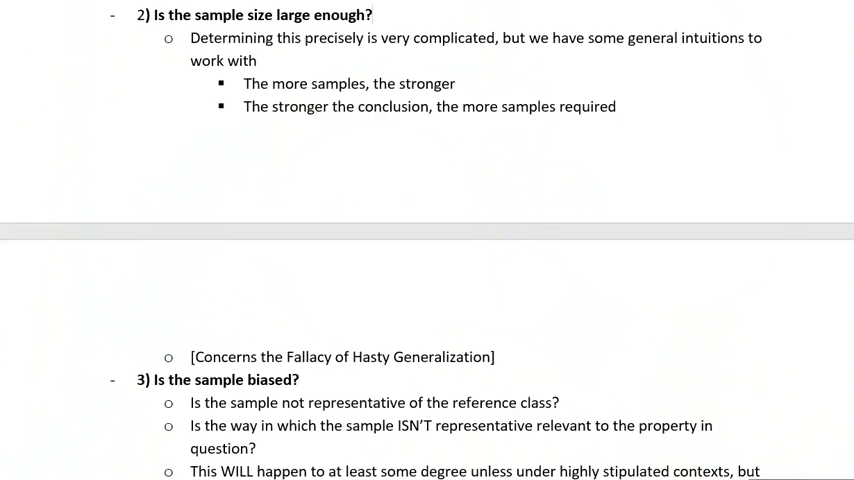 - 2) Is the sample size large enough?
o Determining this precisely is very complicated, but we have some general intuitions to
work with
▪ The more samples, the stronger
▪ The stronger the conclusion, the more samples required
o [Concerns the Fallacy of Hasty Generalization]
- 3) Is the sample biased?
o Is the sample not representative of the reference class?
o Is the way in which the sample ISN'T representative relevant to the property in
question?
o This WILL happen to at least some degree unless under highly stipulated contexts, but